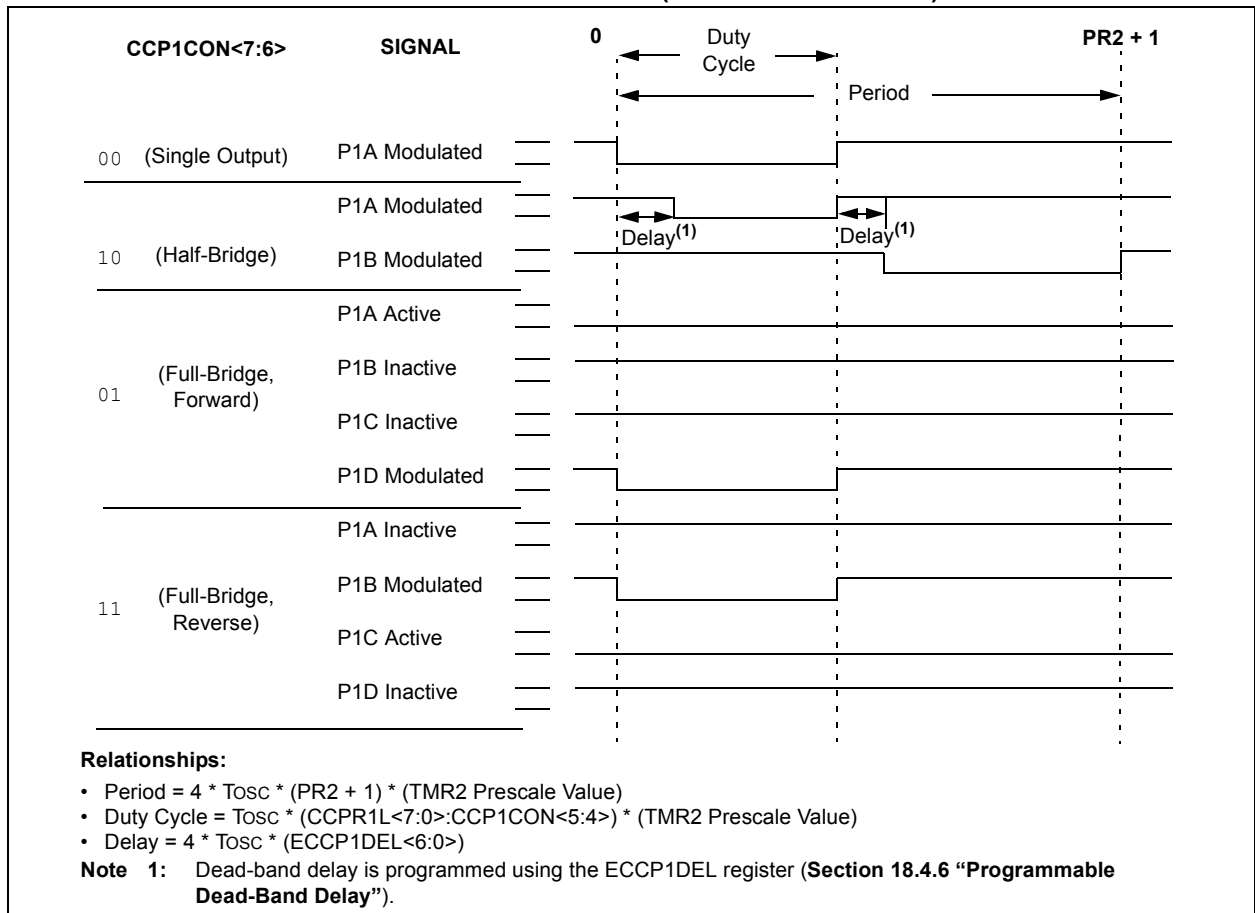 CCP1CON<7:6> SIGNAL 0 Duty Cycle PR2 + 1
Period
00 (Single Output) P1A Modulated
P1A Modulated
Delay(1) Delay(1)
10 (Half-Bridge) P1B Modulated
P1A Active
01 (Full-Bridge, Forward) P1B Inactive
P1C Inactive
P1D Modulated
P1A Inactive
11 (Full-Bridge, Reverse) P1B Modulated
P1C Active
P1D Inactive
Relationships:
• Period = 4 * TOSC * (PR2 + 1) * (TMR2 Prescale Value)
• Duty Cycle = TOSC * (CCPR1L<7:0>:CCP1CON<5:4>) * (TMR2 Prescale Value)
• Delay = 4 * TOSC * (ECCP1DEL<6:0>)
Note 1: Dead-band delay is programmed using the ECCP1DEL register (Section 18.4.6 “Programmable
Dead-Band Delay”).